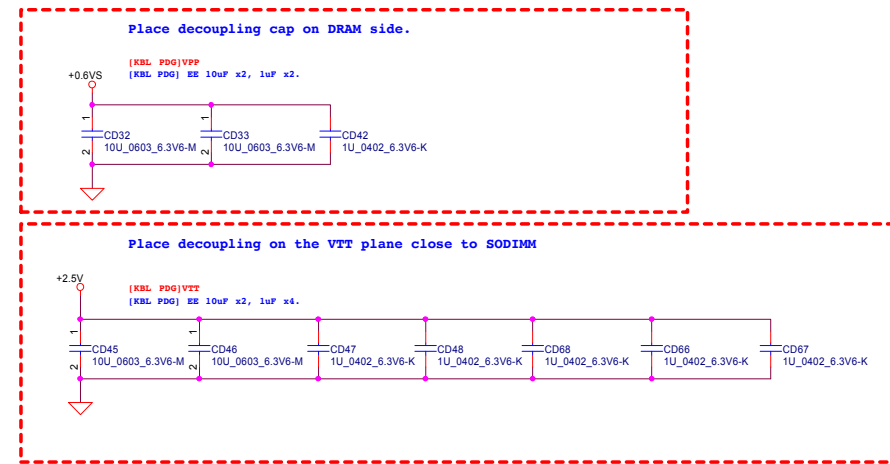 Place decoupling cap on DRAM side.
[KBL PDG]VPP
[KBL PDG] EE 10uF x2, 1uF x2.
+0.6VS
1 1
CD32 CD33 CD42
2 10U_0603_6.3V6-M 2 10U_0603_6.3V6-M 1U_0402_6.3V6-K
Place decoupling on the VTT plane close to SODIMM
+2.5V
[KBL PDG]VTT
[KBL PDG] EE 10uF x2, 1uF x4.
1 1
CD45 CD46 CD47 CD48 CD68 CD66 CD67
2 10U_0603_6.3V6-M 2 10U_0603_6.3V6-M 1U_0402_6.3V6-K 1U_0402_6.3V6-K 1U_0402_6.3V6-K 1U_0402_6.3V6-K 1U_0402_6.3V6-K